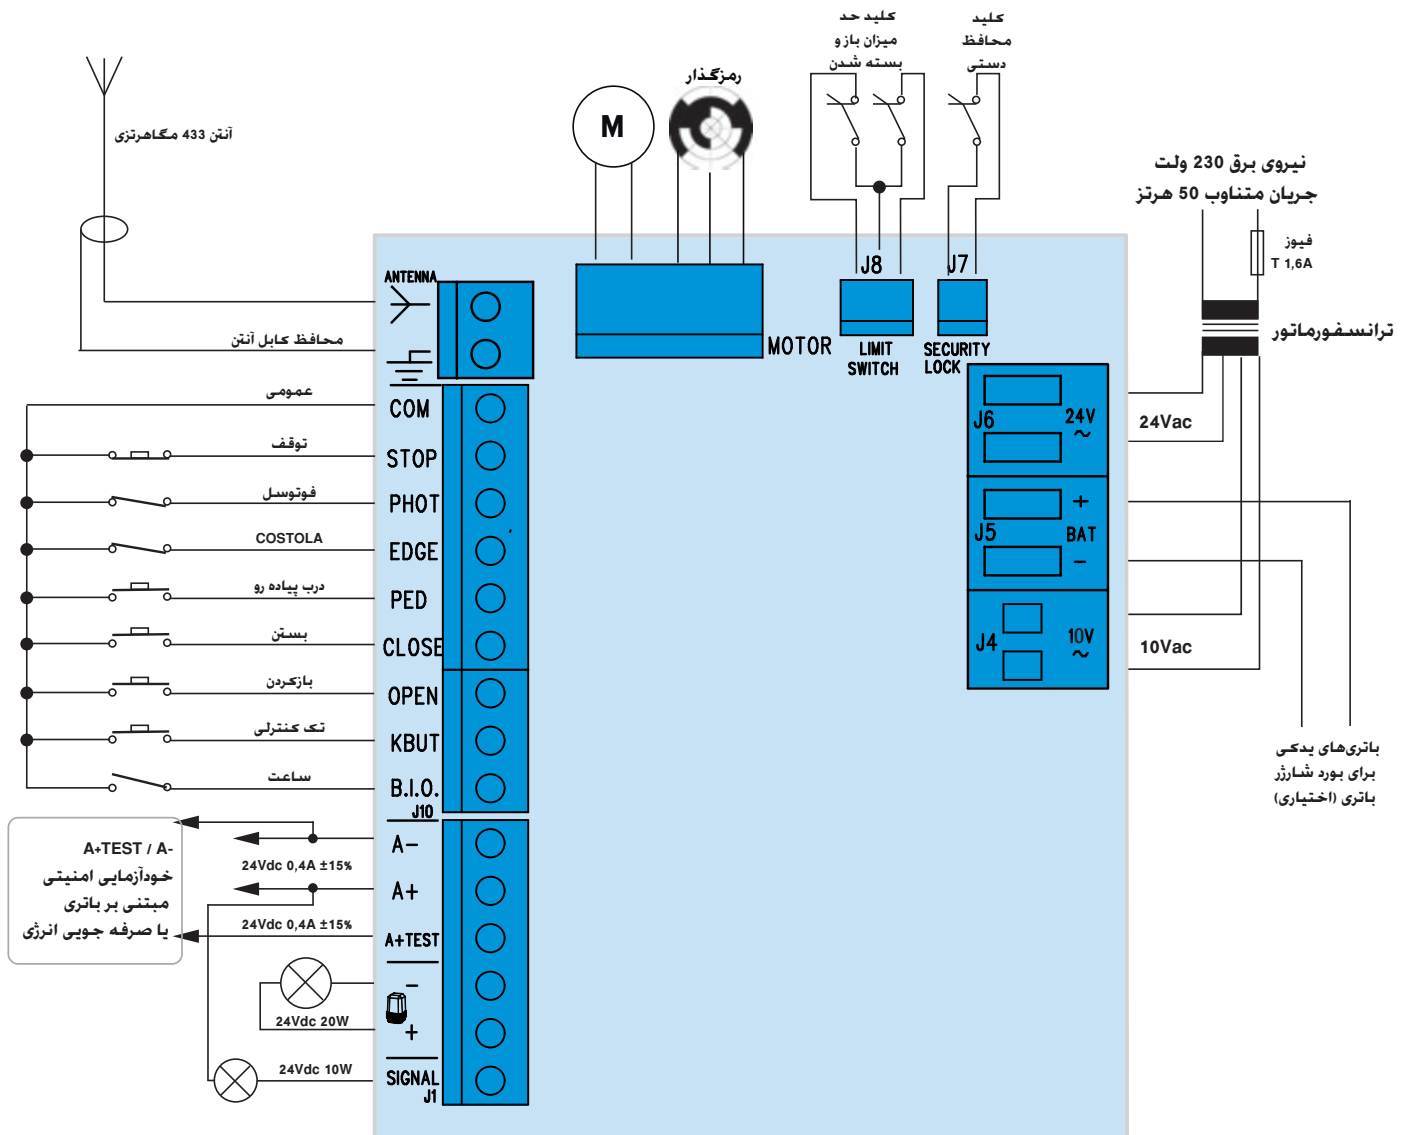 کلید حد
میزان باز و
بسته شدن
کلید
محافظ
دستی
رمزگذار
M
آنتن 433 مگاهرتزی
نیروی برق 230 ولت
جریان متناوب 50 هرتز
فیوز
T 1,6A
ترانسفورماتور
ANTENNA
محافظ کابل آنتن
MOTOR
J8
LIMIT
SWITCH
J7
SECURITY
LOCK
عمومی
COM
توقف
STOP
فوتوسل
PHOT
COSTOLA
EDGE
درب پیاده رو
PED
بستن
CLOSE
بازکردن
OPEN
تک کنترلی
KBUT
ساعت
B.I.O.
J10
J6
24V
~
24Vac
J5
+
BAT
-
J4
10V
~
10Vac
باتری‌های یدکی
برای بورد شارژر
باتری (اختیاری)
A+TEST / A-
خودآزمایی امنیتی
مبتنی بر باتری
یا صرفه جویی انرژی
A-
24Vdc 0,4A ±15%
A+
24Vdc 0,4A ±15%
A+TEST
-
24Vdc 20W
+
24Vdc 10W
SIGNAL
J1